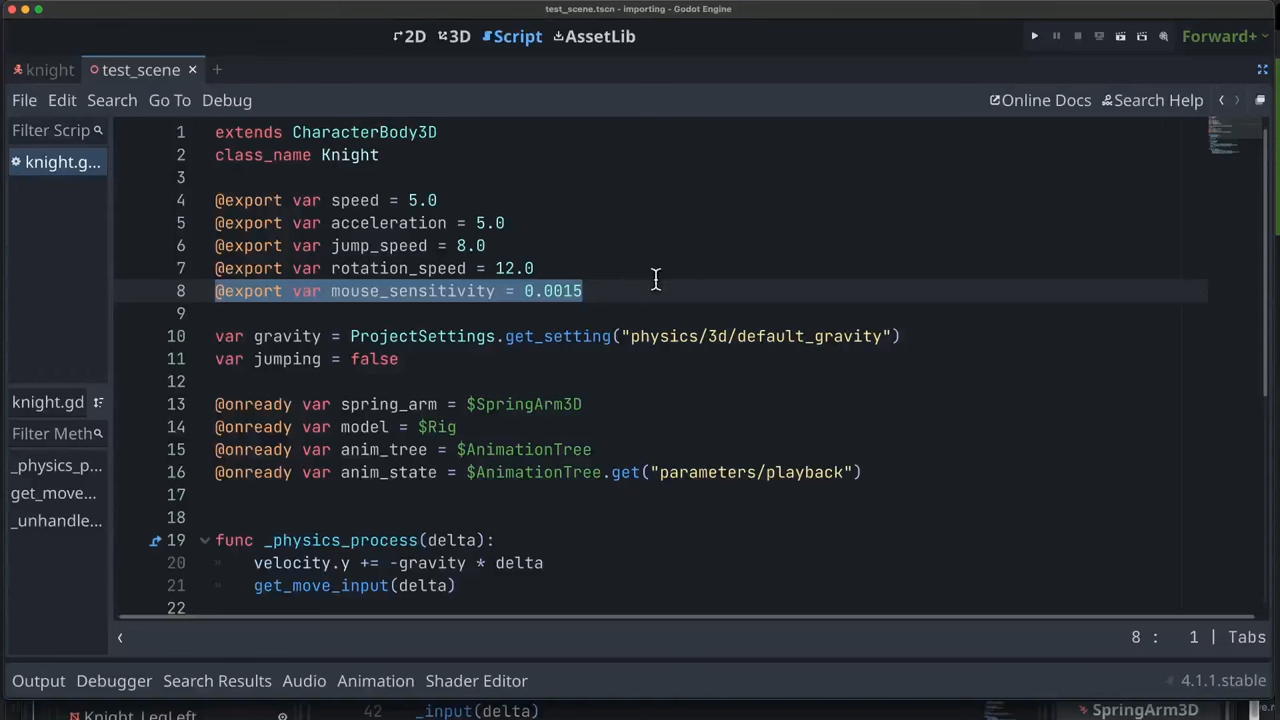 test_scene.tscn - importing - Godot Engine
2D 3D Script AssetLib Forward+
knight test_scene × +
File Edit Search Go To Debug Online Docs Search Help
Filter Scrip
knight.g...
knight.gd
Filter Meth
_physics_p...
get_move...
_unhandle...
1 extends CharacterBody3D
2 class_name Knight
3
4 @export var speed = 5.0
5 @export var acceleration = 5.0
6 @export var jump_speed = 8.0
7 @export var rotation_speed = 12.0
8 @export var mouse_sensitivity = 0.0015
9
10 var gravity = ProjectSettings.get_setting("physics/3d/default_gravity")
11 var jumping = false
12
13 @onready var spring_arm = $SpringArm3D
14 @onready var model = $Rig
15 @onready var anim_tree = $AnimationTree
16 @onready var anim_state = $AnimationTree.get("parameters/playback")
17
18
19 func _physics_process(delta):
20 velocity.y += -gravity * delta
21 get_move_input(delta)
22
8 : 1 | Tabs
Output Debugger Search Results Audio Animation Shader Editor 4.1.1.stable
Knight_LegLeft 42 _input(delta) SpringArm3D